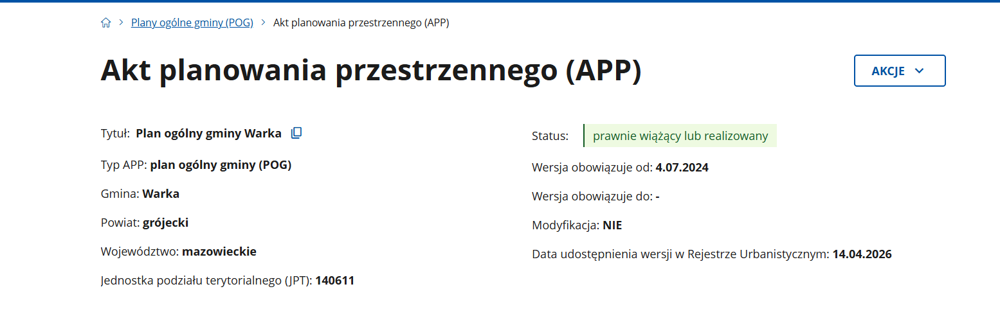 Plany ogólne gminy (POG) > Akt planowania przestrzennego (APP)
Akt planowania przestrzennego (APP)
AKCJE
Tytuł: Plan ogólny gminy Warka
Typ APP: plan ogólny gminy (POG)
Gmina: Warka
Powiat: grójecki
Województwo: mazowieckie
Jednostka podziału terytorialnego (JPT): 140611
Status: prawnie wiążący lub realizowany
Wersja obowiązuje od: 4.07.2024
Wersja obowiązuje do: -
Modyfikacja: NIE
Data udostępnienia wersji w Rejestrze Urbanistycznym: 14.04.2026